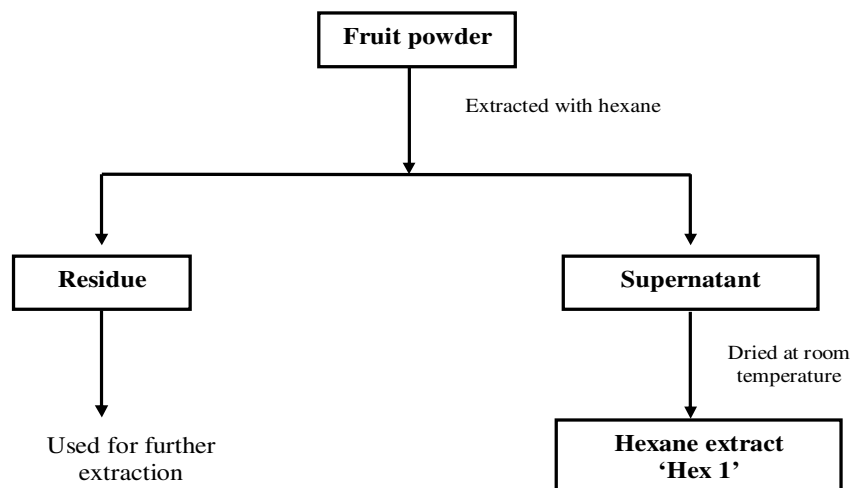 Fruit powder
Extracted with hexane
Residue
Supernatant
Dried at room
temperature
Used for further
extraction
Hexane extract
‘Hex 1’